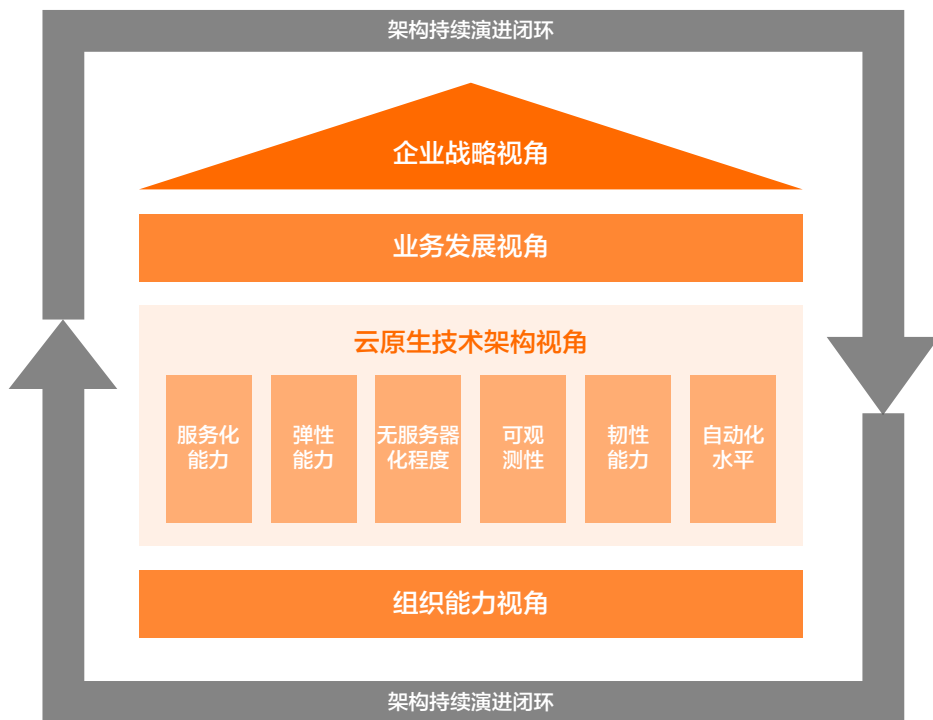 架构持续演进闭环
企业战略视角
业务发展视角
云原生技术架构视角
服务化
能力
弹性
能力
无服务器
化程度
可观
测性
韧性
能力
自动化
水平
组织能力视角
架构持续演进闭环